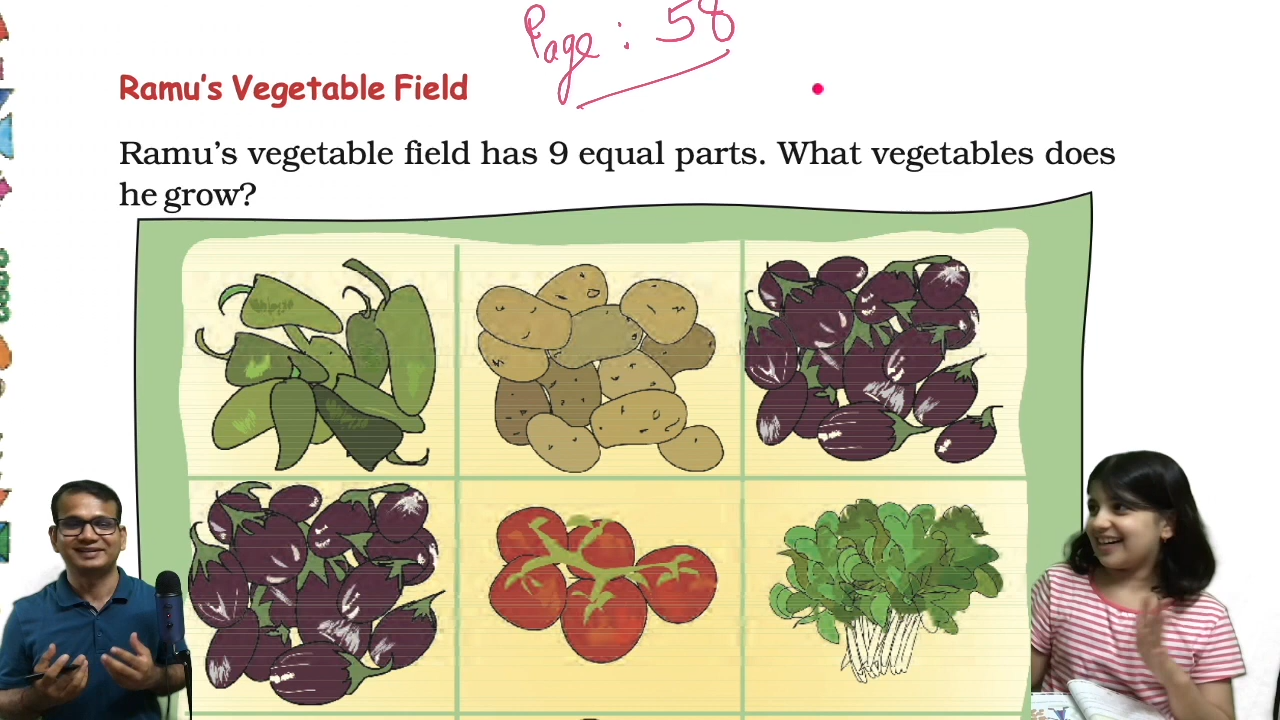 Page : 58
Ramu's Vegetable Field
Ramu's vegetable field has 9 equal parts. What vegetables does
he grow?